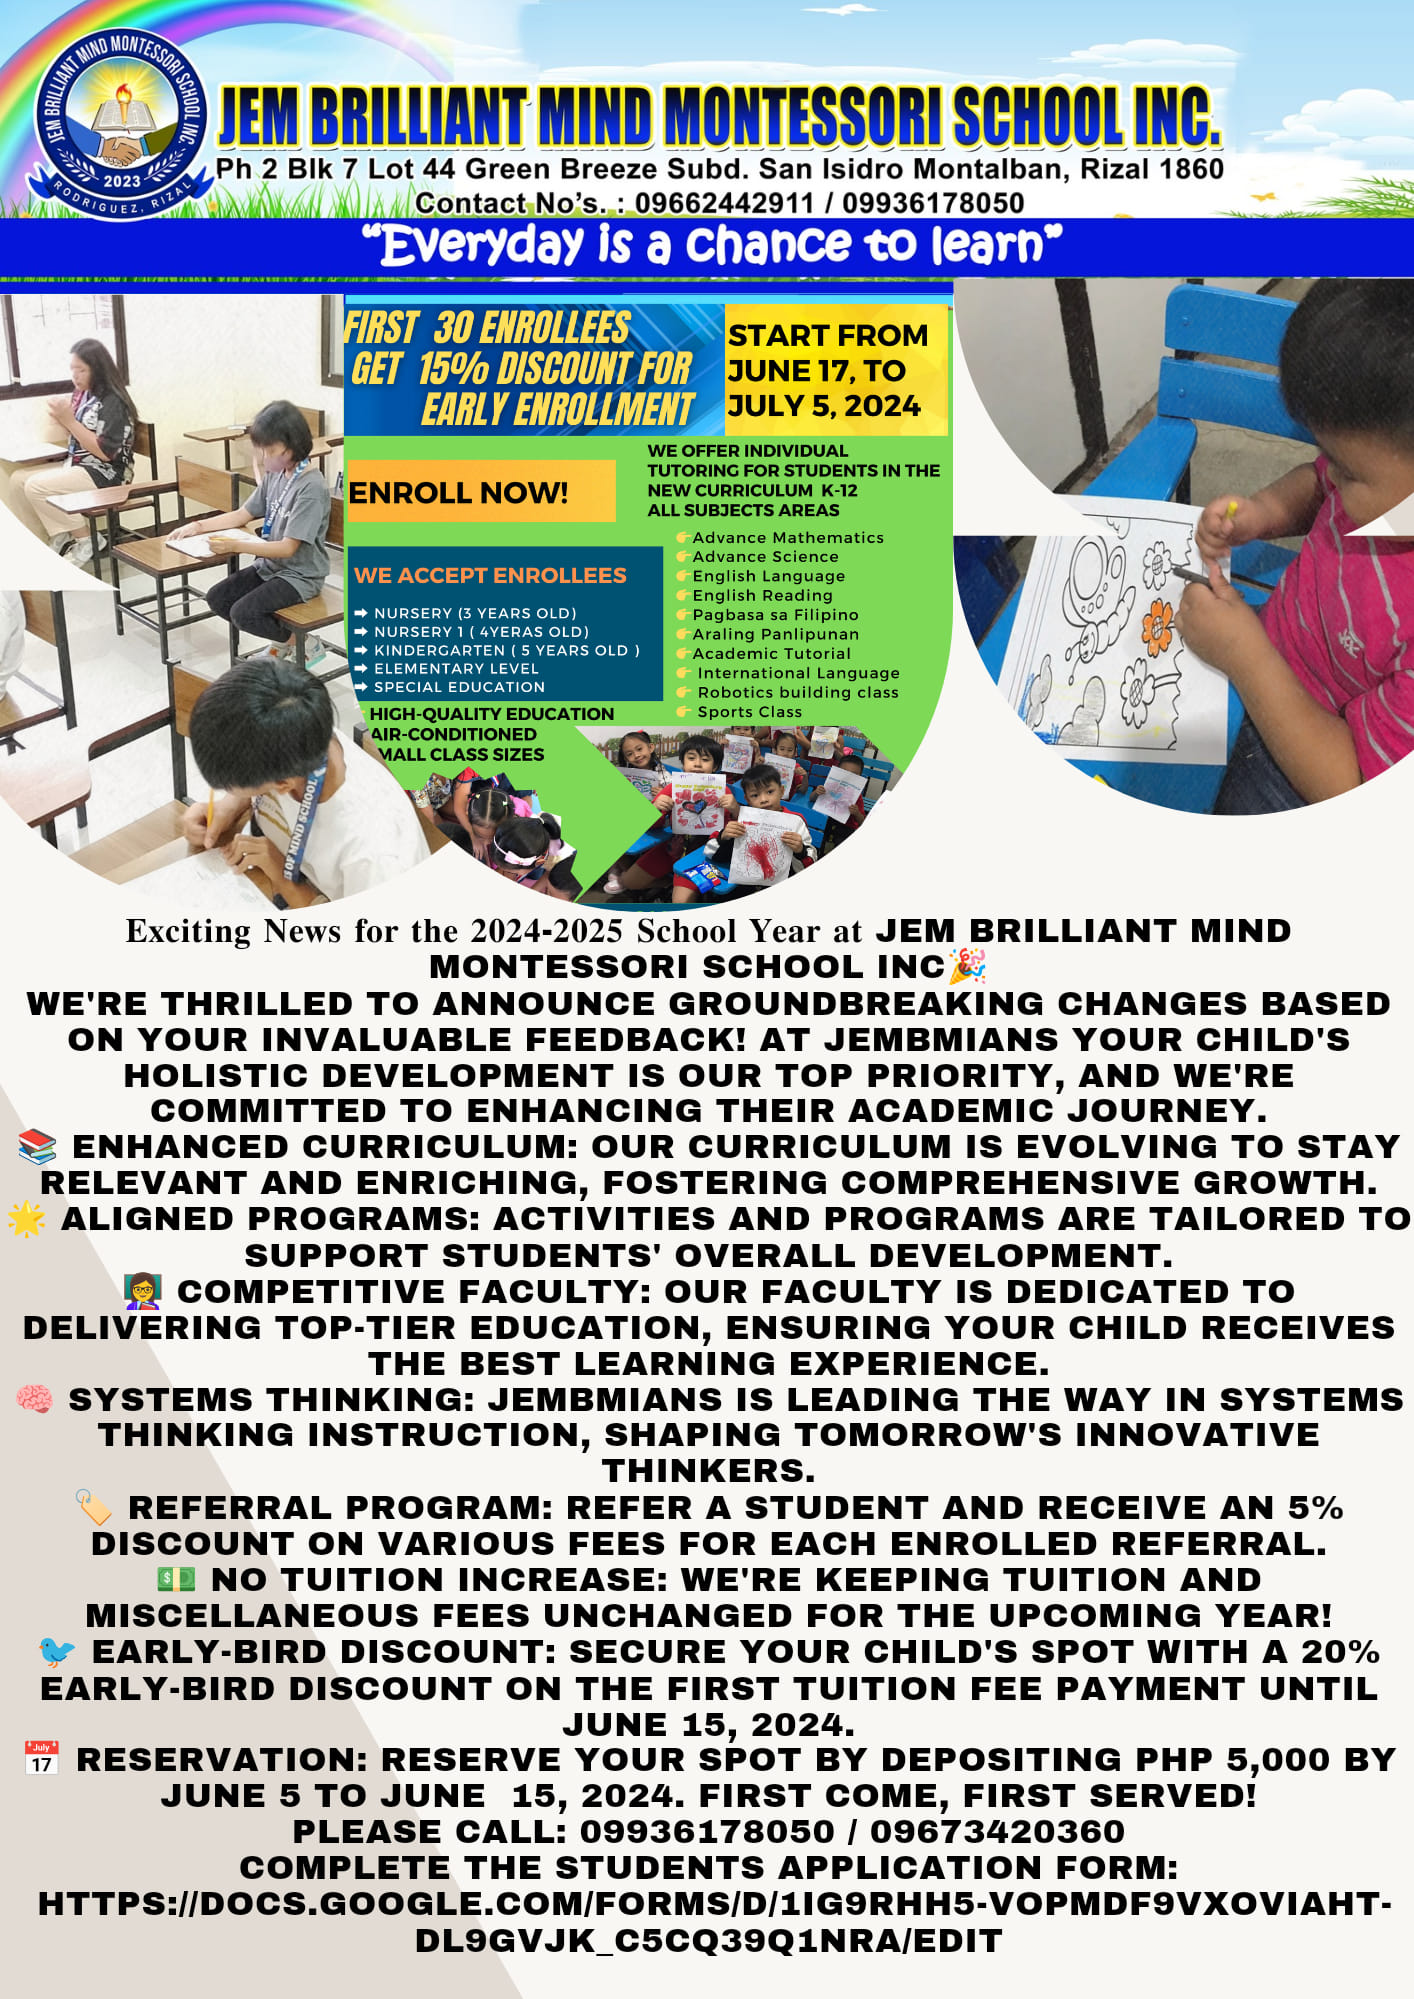 JEM BRILLIANT MIND MONTESSORI SCHOOL INC.
2023
RODRIGUEZ, RIZAL
JEM BRILLIANT MIND MONTESSORI SCHOOL INC.
Ph 2 Blk 7 Lot 44 Green Breeze Subd. San Isidro Montalban, Rizal 1860
Contact No's. : 09662442911 / 09936178050
"Everyday is a chance to learn"
FIRST 30 ENROLLEES
GET 15% DISCOUNT FOR
EARLY ENROLLMENT
START FROM
JUNE 17, TO
JULY 5, 2024
ENROLL NOW!
WE ACCEPT ENROLLEES
➡ NURSERY (3 YEARS OLD)
➡ NURSERY 1 ( 4YERAS OLD)
➡ KINDERGARTEN ( 5 YEARS OLD )
➡ ELEMENTARY LEVEL
➡ SPECIAL EDUCATION
HIGH-QUALITY EDUCATION
AIR-CONDITIONED
MALL CLASS SIZES
WE OFFER INDIVIDUAL
TUTORING FOR STUDENTS IN THE
NEW CURRICULUM K-12
ALL SUBJECTS AREAS
👉Advance Mathematics
👉Advance Science
👉English Language
👉English Reading
👉Pagbasa sa Filipino
👉Araling Panlipunan
👉Academic Tutorial
👉 International Language
👉 Robotics building class
👉 Sports Class
OF MIND SCHOOL
Exciting News for the 2024-2025 School Year at JEM BRILLIANT MIND
MONTESSORI SCHOOL INC🎉
WE'RE THRILLED TO ANNOUNCE GROUNDBREAKING CHANGES BASED
ON YOUR INVALUABLE FEEDBACK! AT JEMBMIANS YOUR CHILD'S
HOLISTIC DEVELOPMENT IS OUR TOP PRIORITY, AND WE'RE
COMMITTED TO ENHANCING THEIR ACADEMIC JOURNEY.
📚 ENHANCED CURRICULUM: OUR CURRICULUM IS EVOLVING TO STAY
RELEVANT AND ENRICHING, FOSTERING COMPREHENSIVE GROWTH.
🌟 ALIGNED PROGRAMS: ACTIVITIES AND PROGRAMS ARE TAILORED TO
SUPPORT STUDENTS' OVERALL DEVELOPMENT.
👩‍🏫 COMPETITIVE FACULTY: OUR FACULTY IS DEDICATED TO
DELIVERING TOP-TIER EDUCATION, ENSURING YOUR CHILD RECEIVES
THE BEST LEARNING EXPERIENCE.
🧠 SYSTEMS THINKING: JEMBMIANS IS LEADING THE WAY IN SYSTEMS
THINKING INSTRUCTION, SHAPING TOMORROW'S INNOVATIVE
THINKERS.
🏷️ REFERRAL PROGRAM: REFER A STUDENT AND RECEIVE AN 5%
DISCOUNT ON VARIOUS FEES FOR EACH ENROLLED REFERRAL.
💵 NO TUITION INCREASE: WE'RE KEEPING TUITION AND
MISCELLANEOUS FEES UNCHANGED FOR THE UPCOMING YEAR!
🐦 EARLY-BIRD DISCOUNT: SECURE YOUR CHILD'S SPOT WITH A 20%
EARLY-BIRD DISCOUNT ON THE FIRST TUITION FEE PAYMENT UNTIL
JUNE 15, 2024.
📅 RESERVATION: RESERVE YOUR SPOT BY DEPOSITING PHP 5,000 BY
JUNE 5 TO JUNE 15, 2024. FIRST COME, FIRST SERVED!
PLEASE CALL: 09936178050 / 09673420360
COMPLETE THE STUDENTS APPLICATION FORM:
HTTPS://DOCS.GOOGLE.COM/FORMS/D/1IG9RHH5-VOPMDF9VXOVIAHT-
DL9GVJK_C5CQ39Q1NRA/EDIT